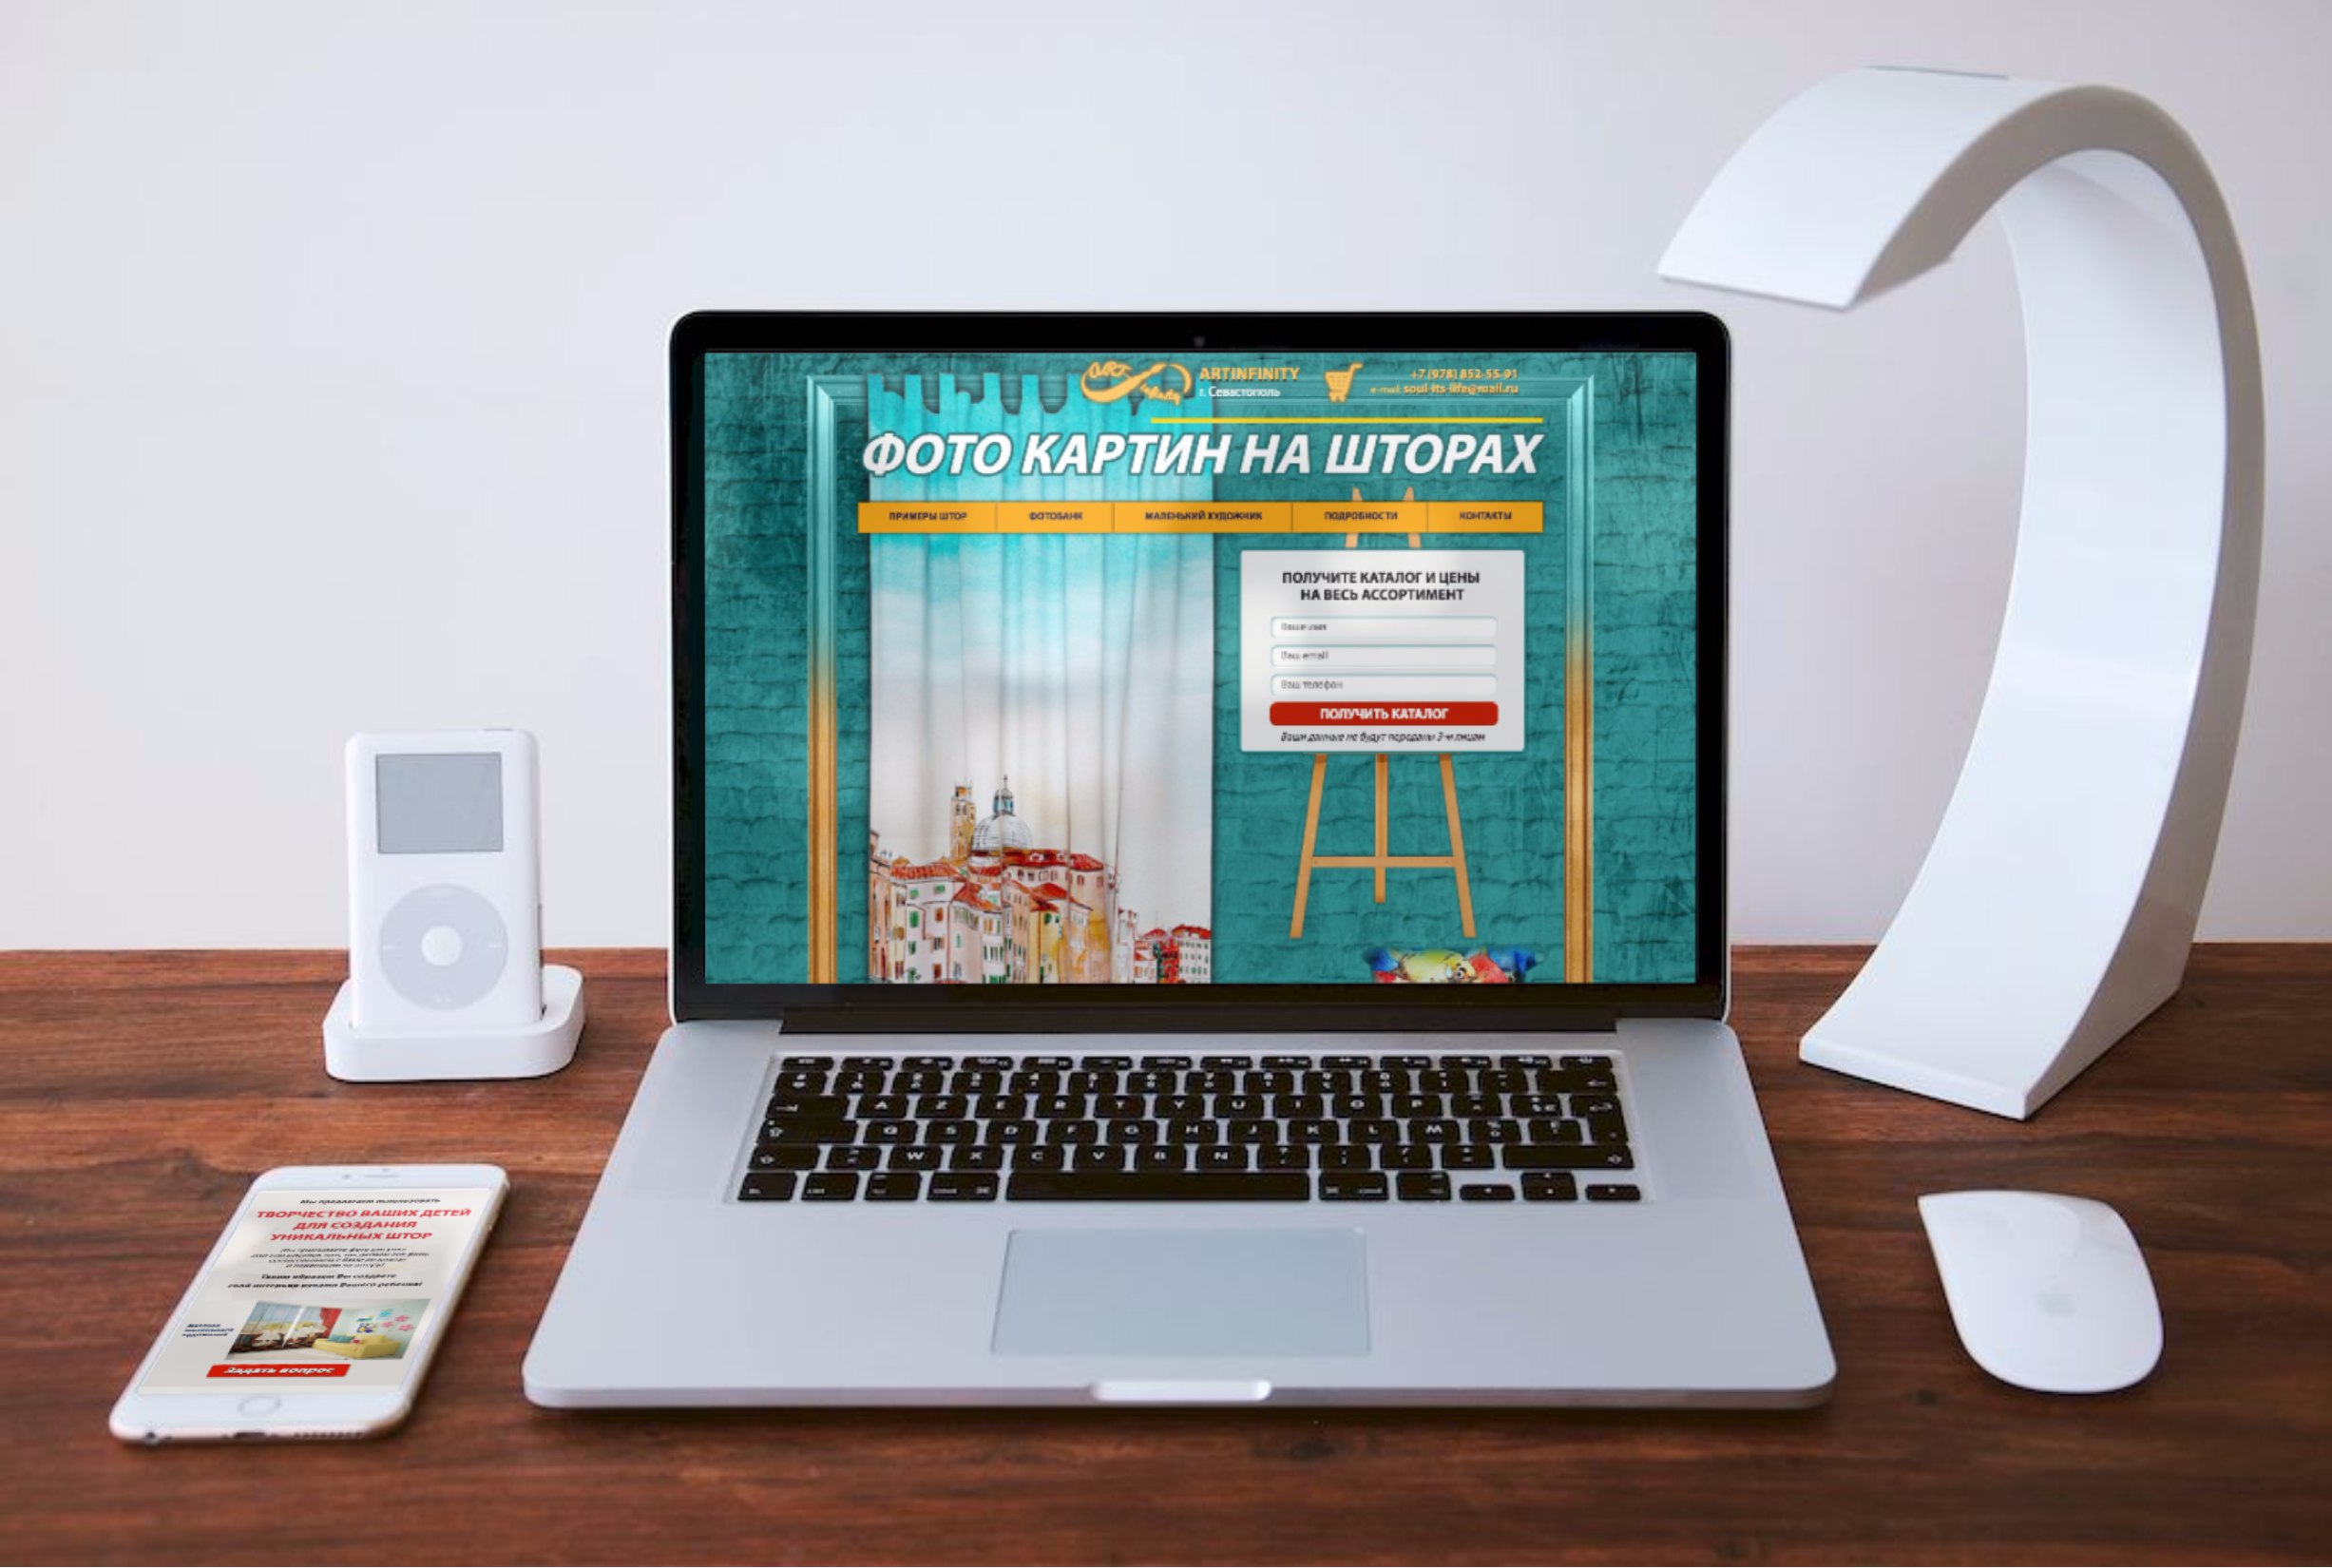 ART
infinity
ARTINFINITY
г. Севастополь
+7 (978) 852-55-91
e-mail: soul-its-life@mail.ru
ФОТО КАРТИН НА ШТОРАХ
ПРИМЕРЫ ШТОР
ФОТОБАНК
МАЛЕНЬКИЙ ХУДОЖНИК
ПОДРОБНОСТИ
КОНТАКТЫ
ПОЛУЧИТЕ КАТАЛОГ И ЦЕНЫ
НА ВЕСЬ АССОРТИМЕНТ
Ваше имя
Ваш email
Ваш телефон
ПОЛУЧИТЬ КАТАЛОГ
Ваши данные не будут переданы 3-м лицам
Мы предлагаем использовать
ТВОРЧЕСТВО ВАШИХ ДЕТЕЙ
ДЛЯ СОЗДАНИЯ
УНИКАЛЬНЫХ ШТОР
Таким образом Вы создаете
свой интерьер руками Вашего ребенка!
Задать вопрос
A Z E R T Y U I O P
Q S D F G H J K L M
W X C V B N